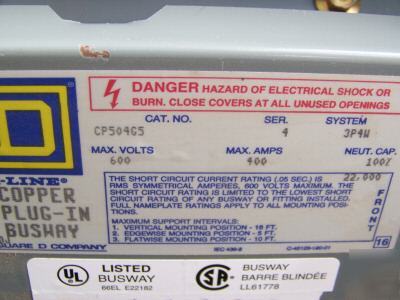 DANGER HAZARD OF ELECTRICAL SHOCK OR
BURN. CLOSE COVERS AT ALL UNUSED OPENINGS
CAT. NO. SER. SYSTEM
CP504G5 4 3P4W
MAX. VOLTS MAX. AMPS NEUT. CAP.
600 400 100%
D
-LINE®
COPPER
PLUG-IN
BUSWAY
SQUARE D COMPANY
THE SHORT CIRCUIT CURRENT RATING (.05 SEC.) IS 22,000
RMS SYMMETRICAL AMPERES, 600 VOLTS MAXIMUM. THE
SHORT CIRCUIT RATING IS LIMITED TO THE LOWEST SHORT
CIRCUIT RATING OF ANY BUSWAY OR FITTING INSTALLED.
FULL NAMEPLATE RATINGS APPLY TO ALL MOUNTING POSI-
TIONS.
MAXIMUM SUPPORT INTERVALS:
1. VERTICAL MOUNTING POSITION - 16 FT.
2. EDGEWISE MOUNTING POSITION - 5 FT.
3. FLATWISE MOUNTING POSITION - 10 FT.
FRONT
16
UL LISTED
BUSWAY
66EL E22182
SA BUSWAY
BARRE BLINDÉE
LL61778